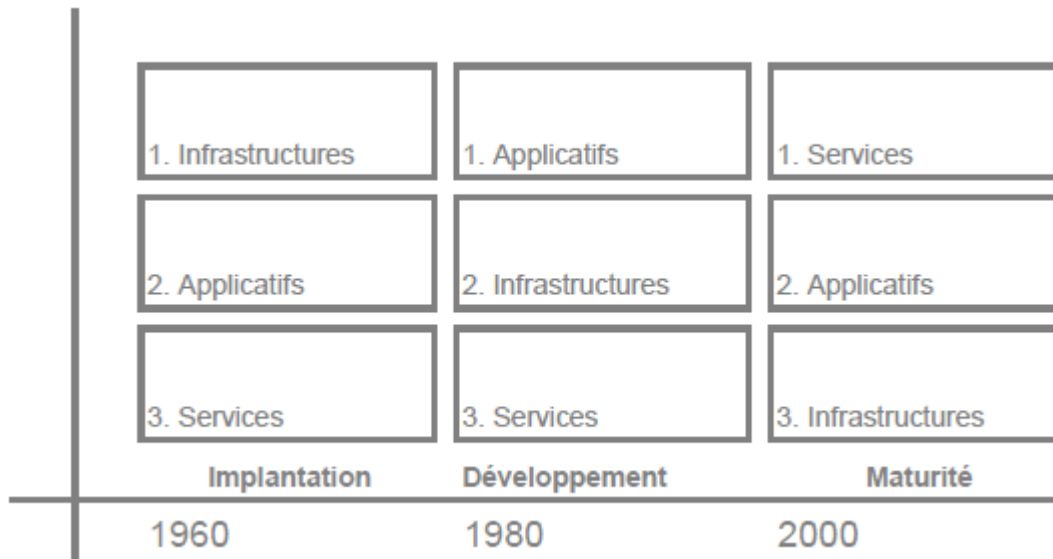 1. Infrastructures
1. Applicatifs
1. Services
2. Applicatifs
2. Infrastructures
2. Applicatifs
3. Services
3. Services
3. Infrastructures
Implantation
Développement
Maturité
1960
1980
2000